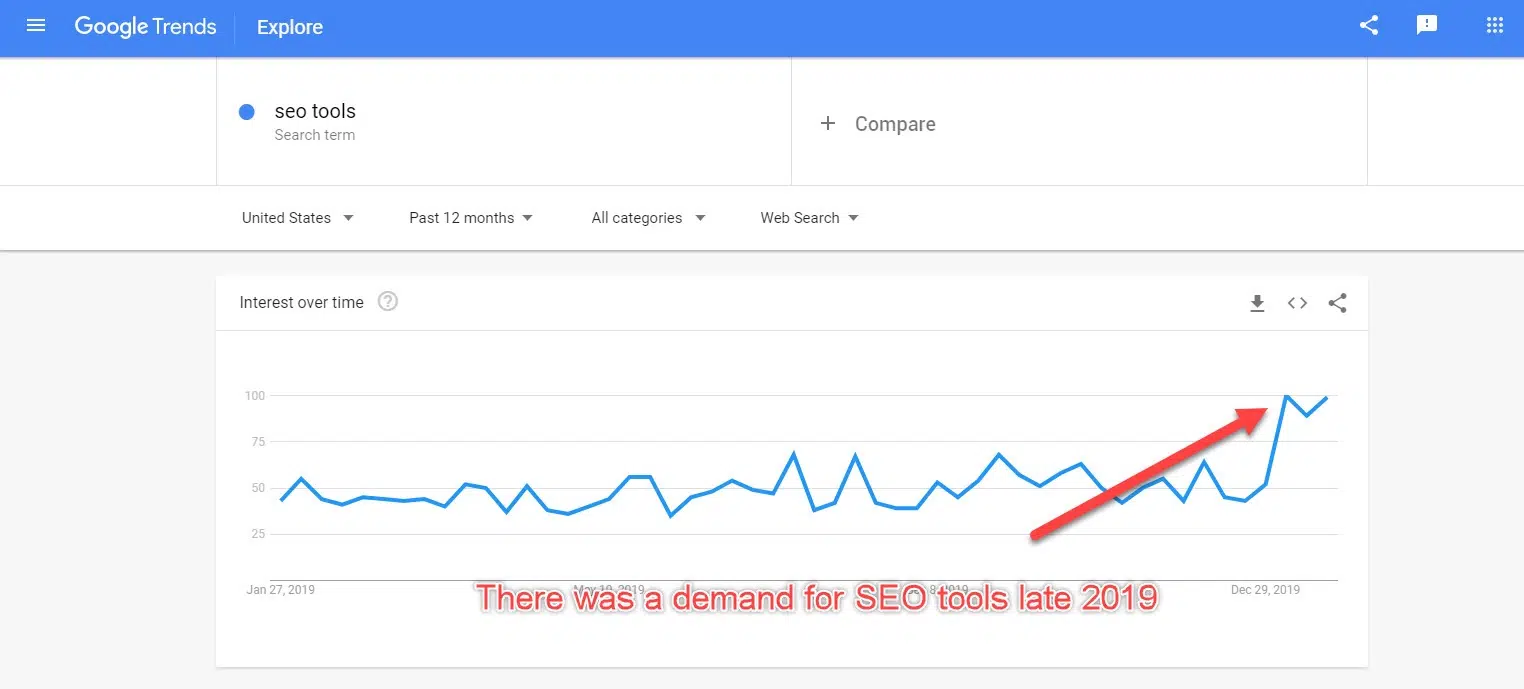 Google Trends Explore
seo tools
Search term
+ Compare
United States Past 12 months All categories Web Search
Interest over time ?
100
75
50
25
Jan 27, 2019 May 19, 2019 8, 2019 Dec 29, 2019
There was a demand for SEO tools late 2019